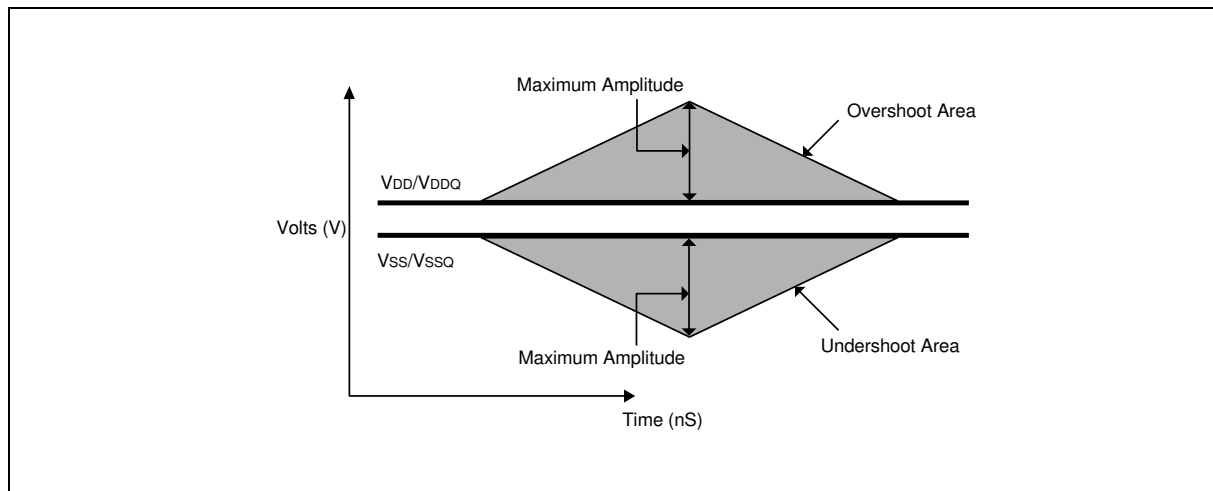 Maximum Amplitude
Overshoot Area
VDD/VDDQ
Volts (V)
VSS/VSSQ
Maximum Amplitude
Undershoot Area
Time (nS)